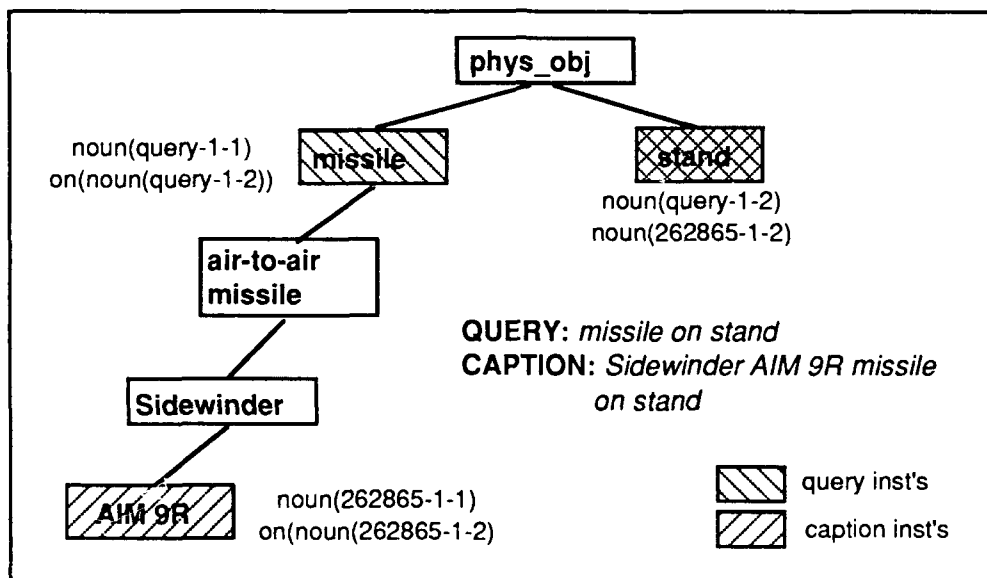 phys_obj
noun(query-1-1)
on(noun(query-1-2))
missile
stand
noun(query-1-2)
noun(262865-1-2)
air-to-air
missile
QUERY: missile on stand
CAPTION: Sidewinder AIM 9R missile
on stand
Sidewinder
AIM 9R
noun(262865-1-1)
on(noun(262865-1-2)
query inst's
caption inst's